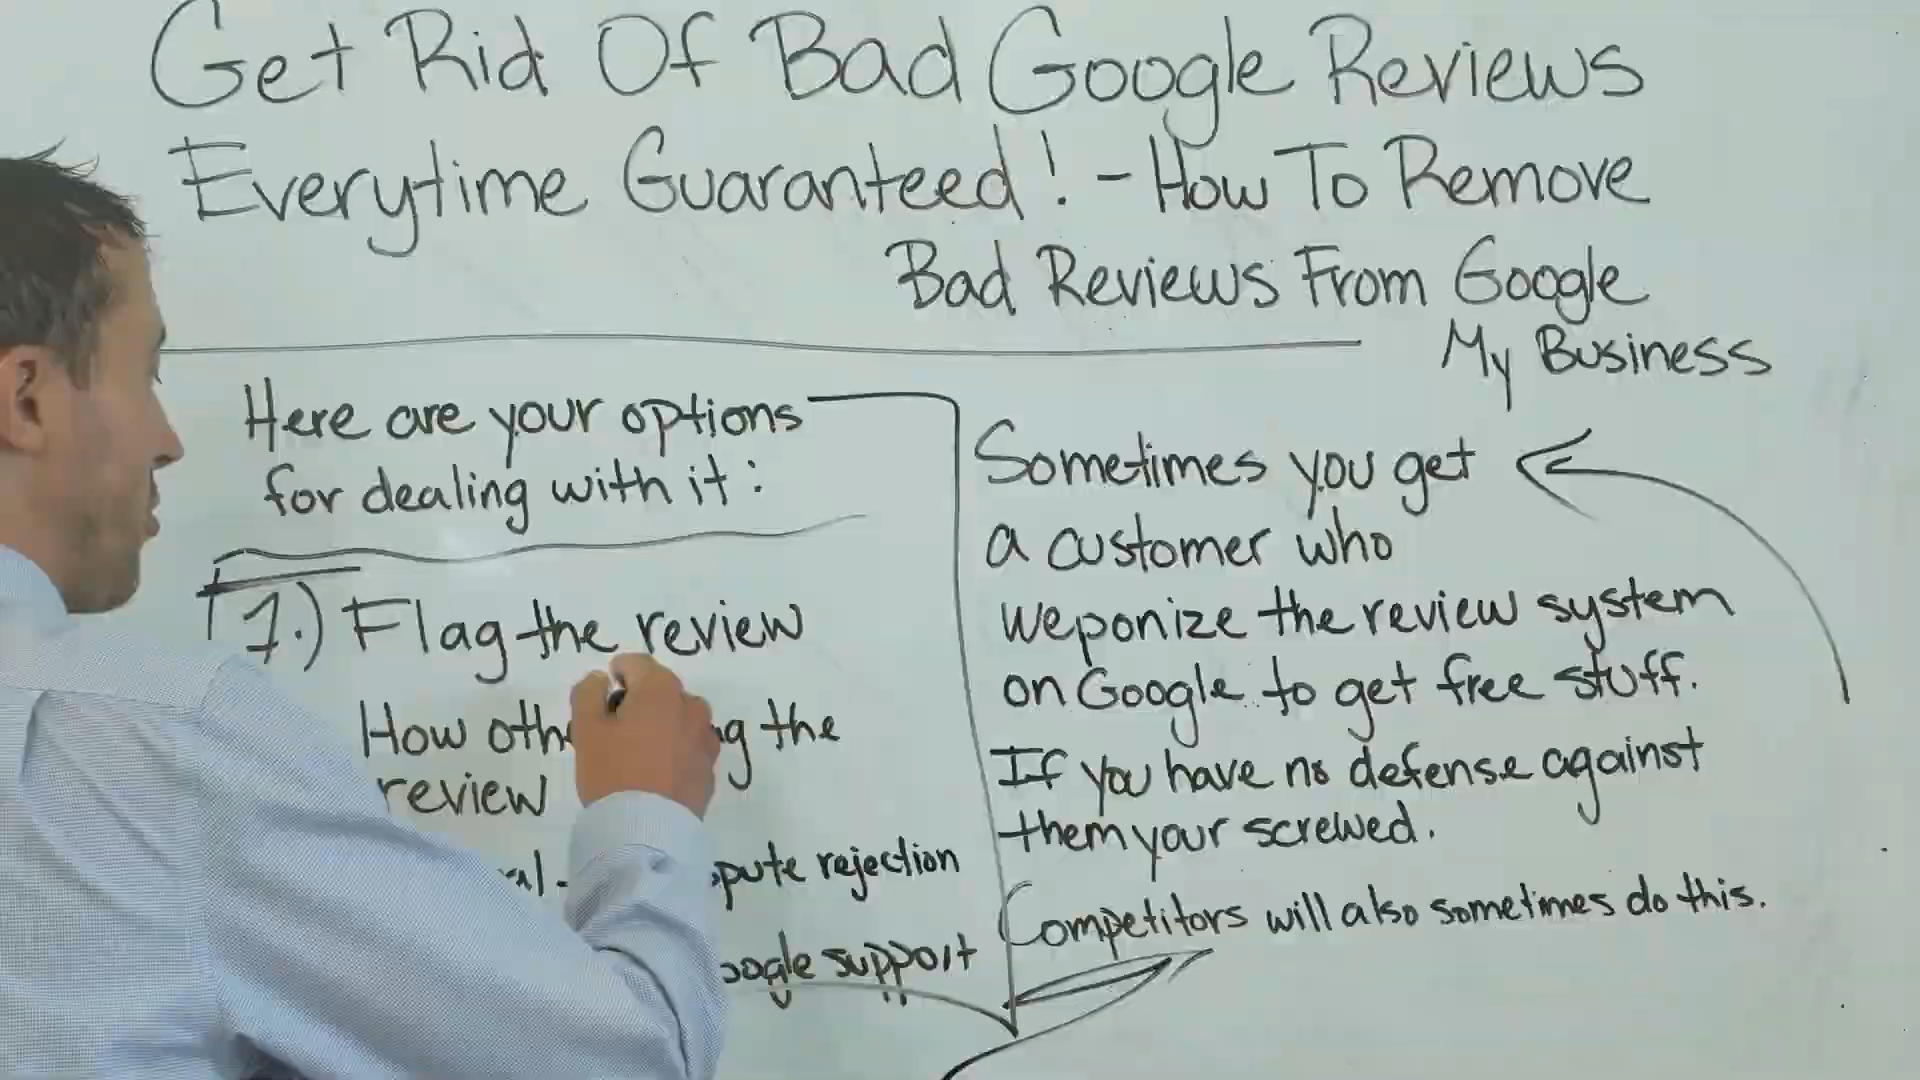 Get Rid Of Bad Google Reviews
Everytime Guaranteed! - How To Remove
Bad Reviews From Google
My Business
Here are your options
for dealing with it:
1.) Flag the review
How the
review
rejection
support
Sometimes you get
a customer who
weponize the review system
on Google to get free stuff.
If you have no defense against
them your screwed.
Competitors will also sometimes do this.